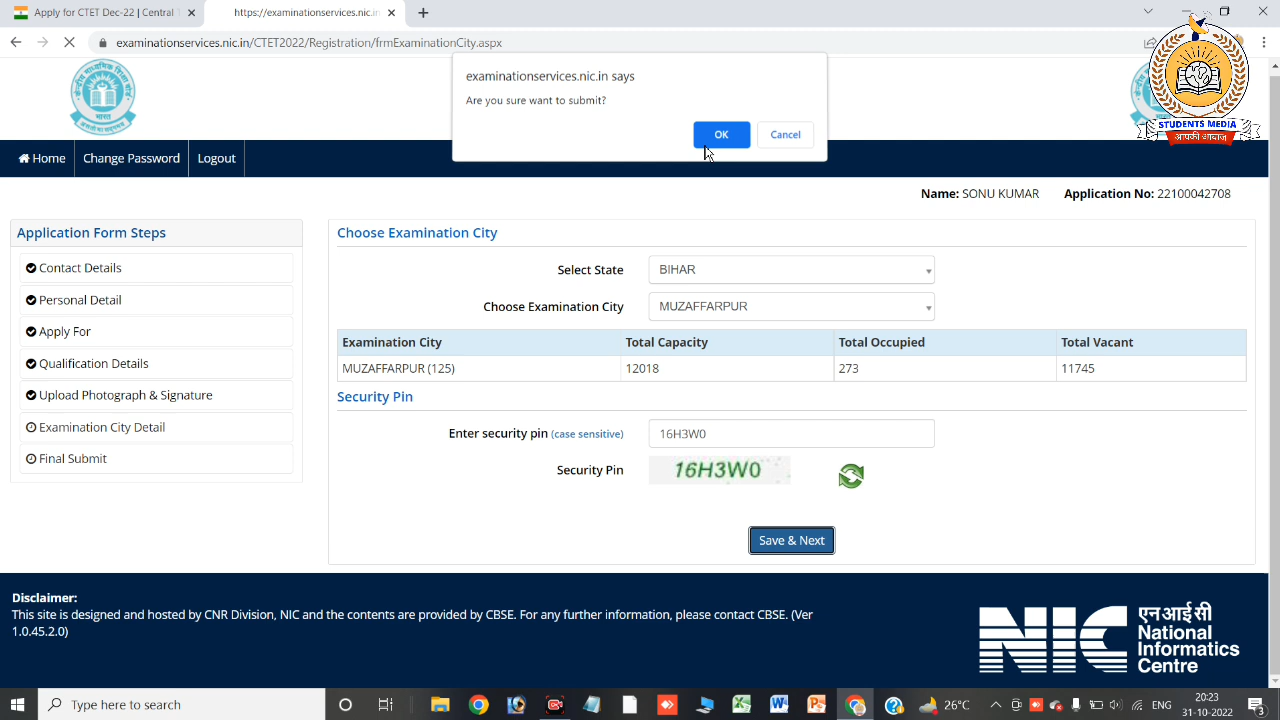 Apply for CTET Dec-22 | Central
https://examinationservices.nic.in
examinationservices.nic.in/CTET2022/Registration/frmExaminationCity.aspx
examinationservices.nic.in says
Are you sure want to submit?
OK
Cancel
भारत
STUDENTS MEDIA
आपकी आवाज़
Home
Change Password
Logout
Name: SONU KUMAR
Application No: 22100042708
Application Form Steps
Contact Details
Personal Detail
Apply For
Qualification Details
Upload Photograph & Signature
Examination City Detail
Final Submit
Choose Examination City
Select State
BIHAR
Choose Examination City
MUZAFFARPUR
Examination City
Total Capacity
Total Occupied
Total Vacant
MUZAFFARPUR (125)
12018
273
11745
Security Pin
Enter security pin (case sensitive)
16H3W0
Security Pin
16H3W0
Save & Next
Disclaimer:
This site is designed and hosted by CNR Division, NIC and the contents are provided by CBSE. For any further information, please contact CBSE. (Ver
1.0.45.2.0)
NIC
एन आई सी
National
Informatics
Centre
Type here to search
26°C
ENG
20:23
31-10-2022
3